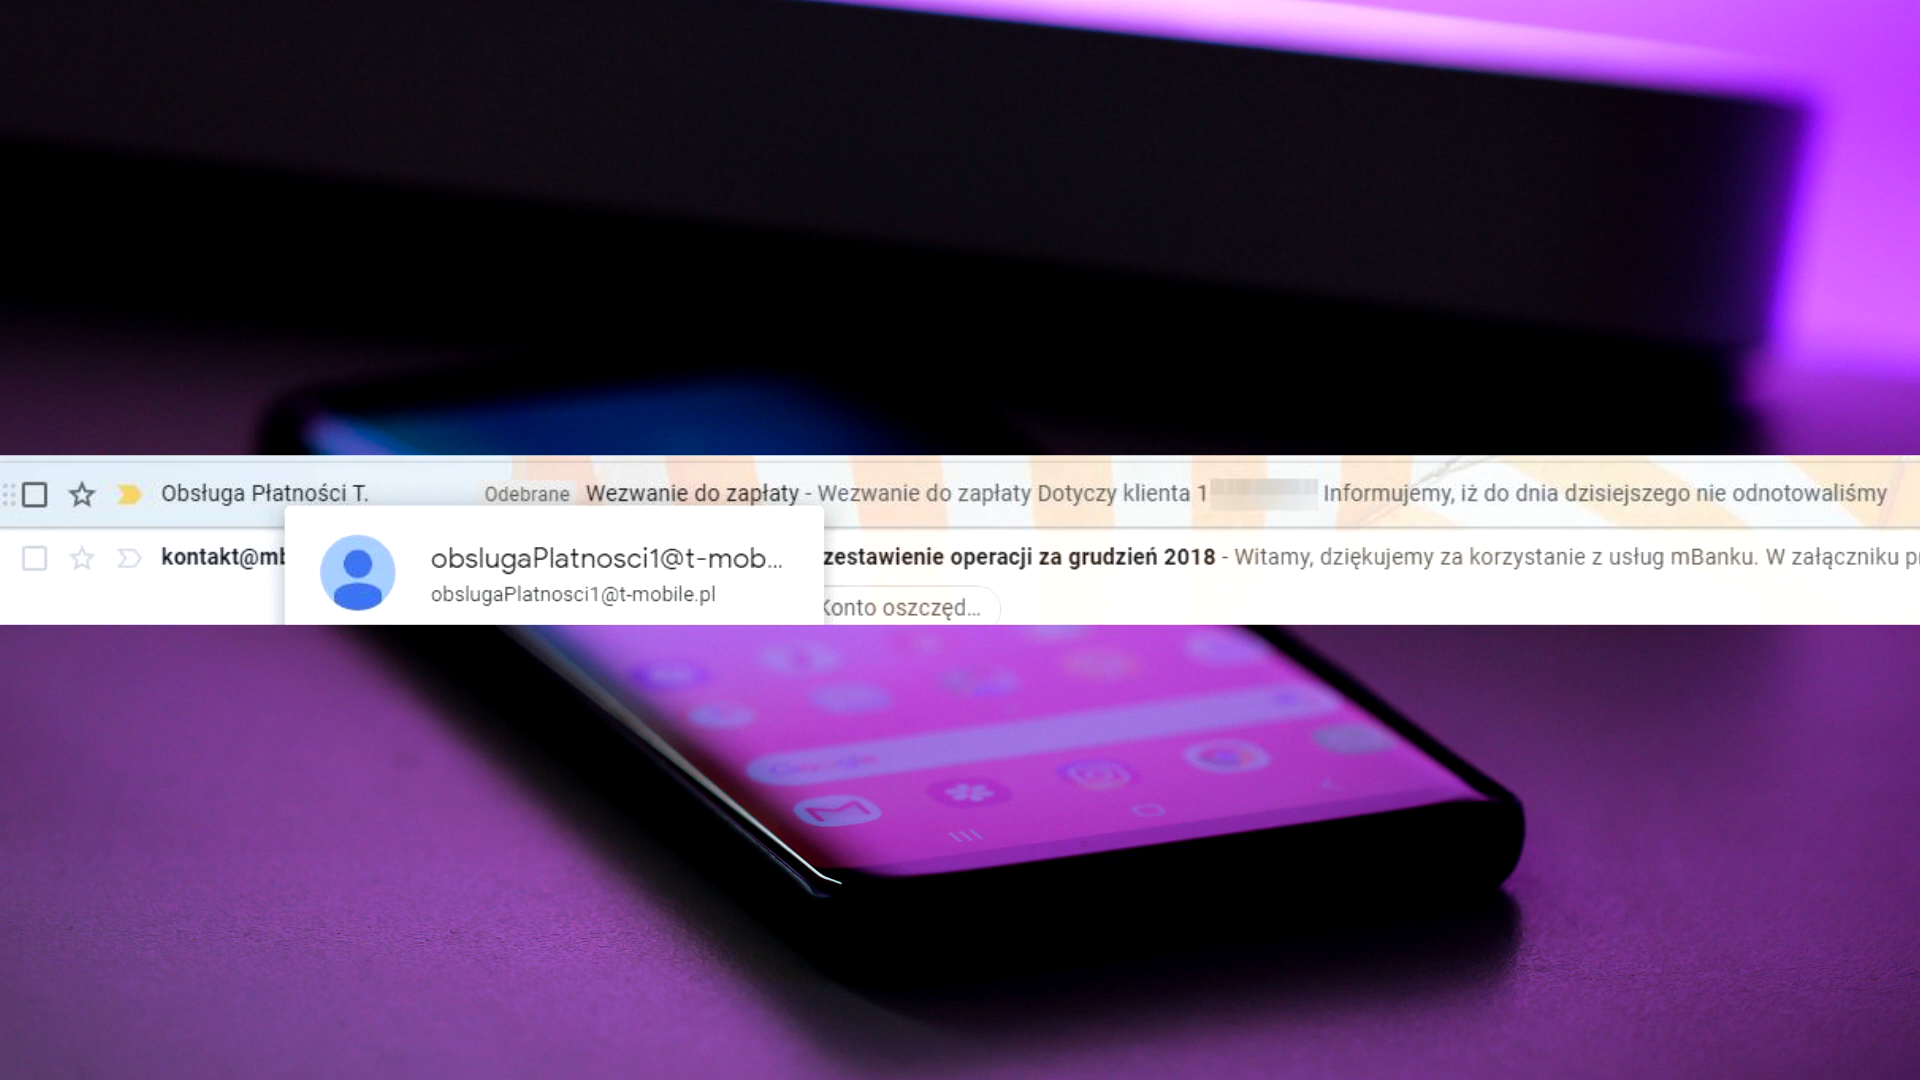 Obsługa Płatności T. Odebrane Wezwanie do zapłaty - Wezwanie do zapłaty Dotyczy klienta 1 Informujemy, iż do dnia dzisiejszego nie odnotowaliśmy
obslugaPlatnosci1@t-mob...
kontakt@mb zestawienie operacji za grudzień 2018 - Witamy, dziękujemy za korzystanie z usług mBanku. W załączniku p
obslugaPlatnosci1@t-mobile.pl
Konto oszczęd...